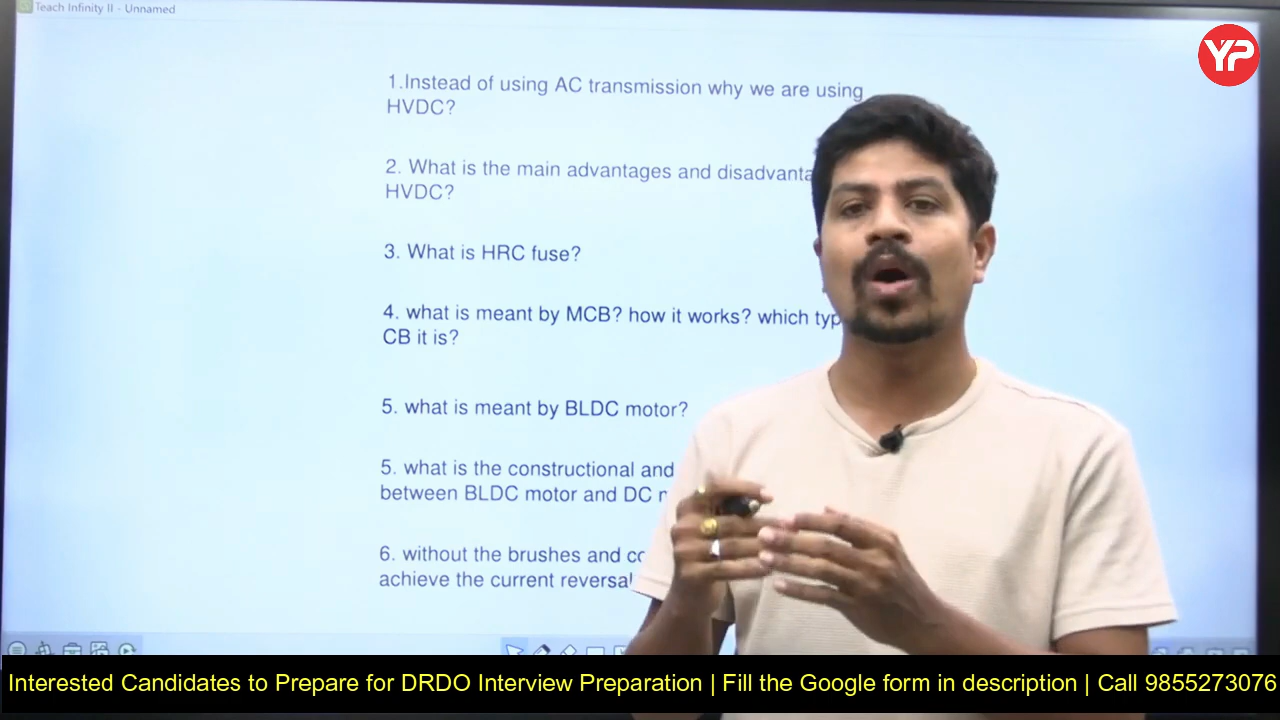 Teach Infinity II - Unnamed
YP
1.Instead of using AC transmission why we are using
HVDC?
2. What is the main advantages and
HVDC?
3. What is HRC fuse?
4. what is meant by MCB? how it works? which
CB it is?
5. what is meant by BLDC motor?
5. what is the constructional and
between BLDC motor and DC
6. without the brushes and
achieve the current reversal
Interested Candidates to Prepare for DRDO Interview Preparation | Fill the Google form in description | Call 9855273076